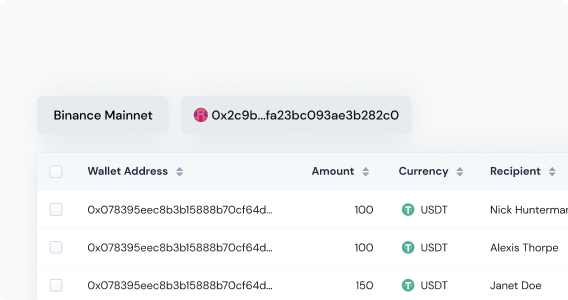 Binance Mainnet 0x2c9b...fa23bc093ae3b282c0
Wallet Address Amount Currency Recipient
0x078395eec8b3b15888b70cf64d... 100 USDT Nick Hunterman
0x078395eec8b3b15888b70cf64d... 100 USDT Alexis Thorpe
0x078395eec8b3b15888b70cf64d... 150 USDT Janet Doe